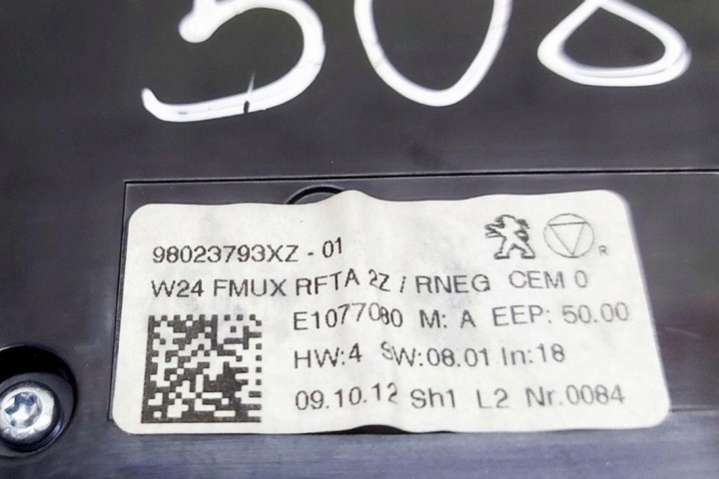 508
98023793XZ - 01
W24 FMUX RFTA 2Z / RNEG CEM 0
E1077080 M: A EEP: 50.00
HW:4 SW:08.01 In:18
09.10.12 Sh1 L2 Nr.0084
R